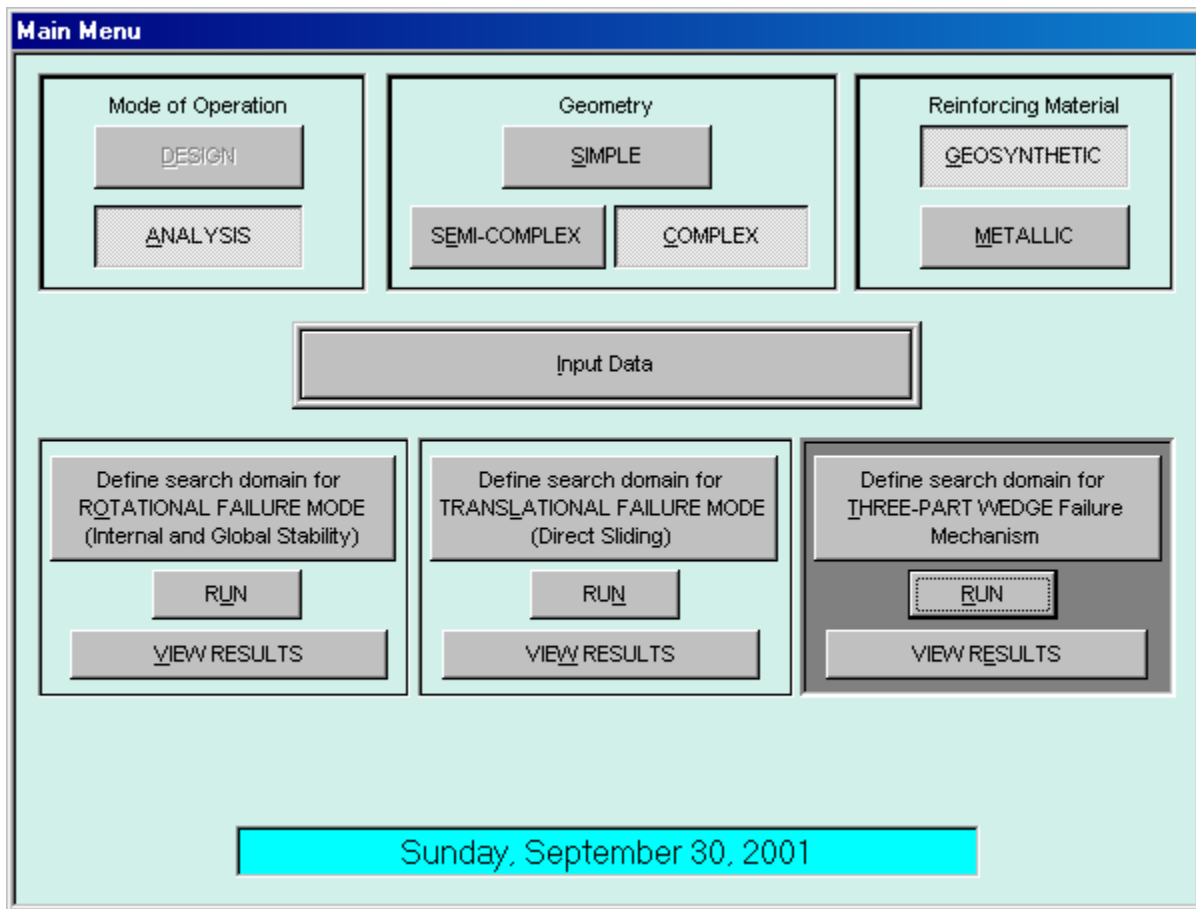 Main Menu
Mode of Operation
DESIGN
ANALYSIS
Geometry
SIMPLE
SEMI-COMPLEX
COMPLEX
Reinforcing Material
GEOSYNTHETIC
METALLIC
Input Data
Define search domain for
ROTATIONAL FAILURE MODE
(Internal and Global Stability)
RUN
VIEW RESULTS
Define search domain for
TRANSLATIONAL FAILURE MODE
(Direct Sliding)
RUN
VIEW RESULTS
Define search domain for
THREE-PART WEDGE Failure
Mechanism
RUN
VIEW RESULTS
Sunday, September 30, 2001